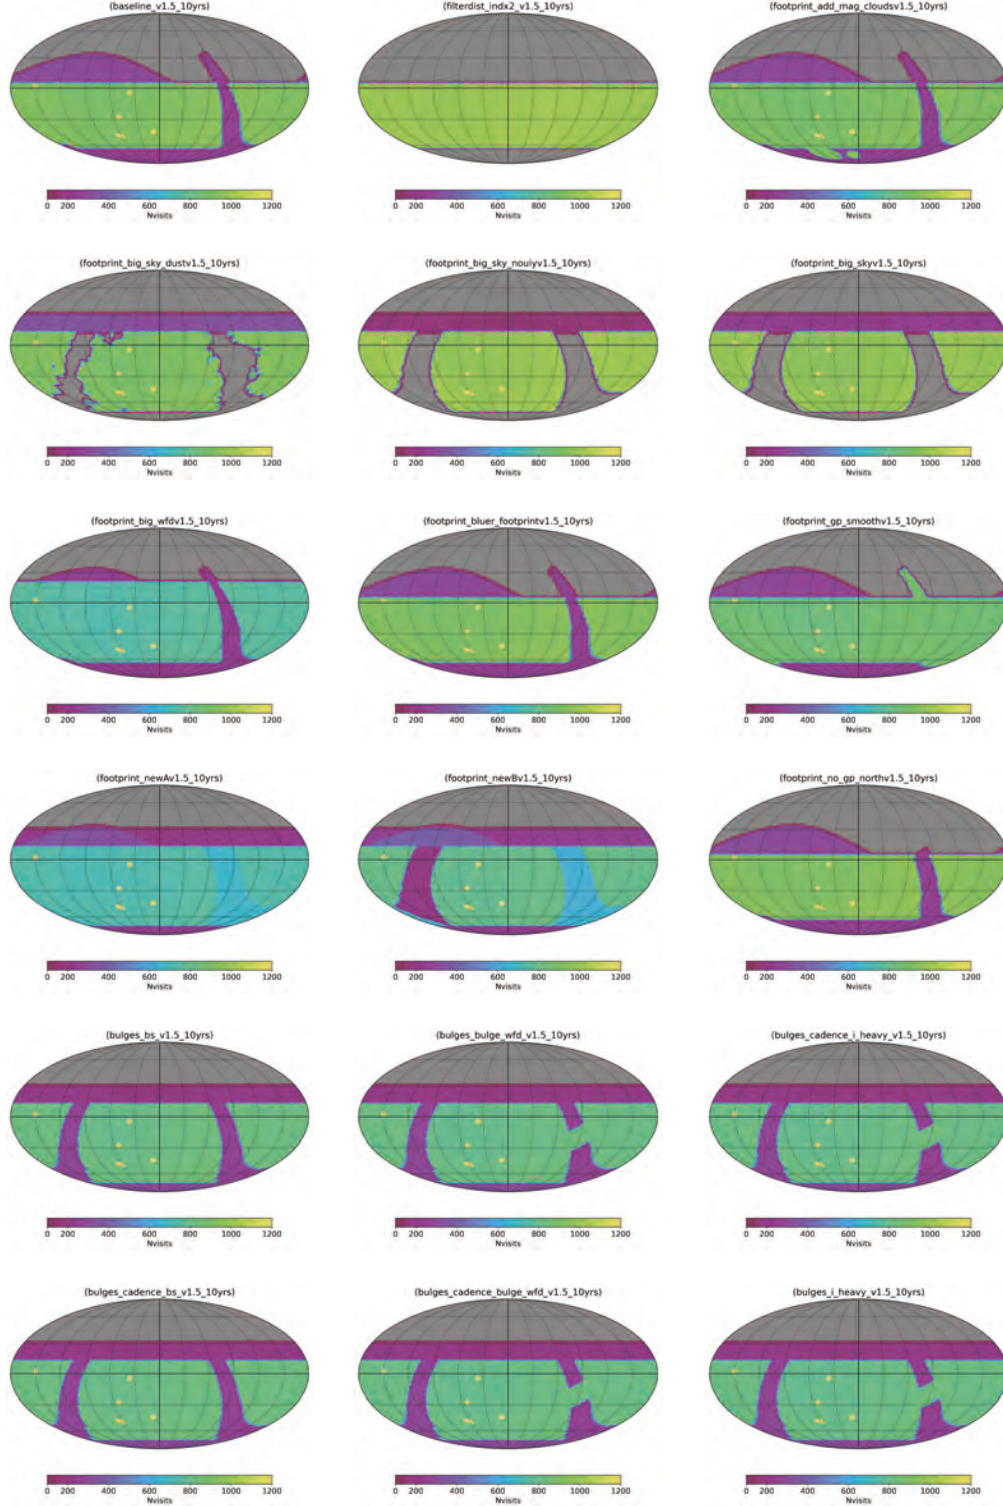 (baseline_v1.5_10yrs) (filterdist_indx2_v1.5_10yrs) (footprint_add_mag_cloudsv1.5_10yrs)
0 200 400 600 800 1000 1200 0 200 400 600 800 1000 1200 0 200 400 600 800 1000 1200
Nvisits Nvisits Nvisits
(footprint_big_sky_dustv1.5_10yrs) (footprint_big_sky_nouiyv1.5_10yrs) (footprint_big_skyv1.5_10yrs)
0 200 400 600 800 1000 1200 0 200 400 600 800 1000 1200 0 200 400 600 800 1000 1200
Nvisits Nvisits Nvisits
(footprint_big_wfdv1.5_10yrs) (footprint_bluer_footprintv1.5_10yrs) (footprint_gp_smoothv1.5_10yrs)
0 200 400 600 800 1000 1200 0 200 400 600 800 1000 1200 0 200 400 600 800 1000 1200
Nvisits Nvisits Nvisits
(footprint_newAv1.5_10yrs) (footprint_newBv1.5_10yrs) (footprint_no_gp_northv1.5_10yrs)
0 200 400 600 800 1000 1200 0 200 400 600 800 1000 1200 0 200 400 600 800 1000 1200
Nvisits Nvisits Nvisits
(bulges_bs_v1.5_10yrs) (bulges_bulge_wfd_v1.5_10yrs) (bulges_cadence_i_heavy_v1.5_10yrs)
0 200 400 600 800 1000 1200 0 200 400 600 800 1000 1200 0 200 400 600 800 1000 1200
Nvisits Nvisits Nvisits
(bulges_cadence_bs_v1.5_10yrs) (bulges_cadence_bulge_wfd_v1.5_10yrs) (bulges_i_heavy_v1.5_10yrs)
0 200 400 600 800 1000 1200 0 200 400 600 800 1000 1200 0 200 400 600 800 1000 1200
Nvisits Nvisits Nvisits